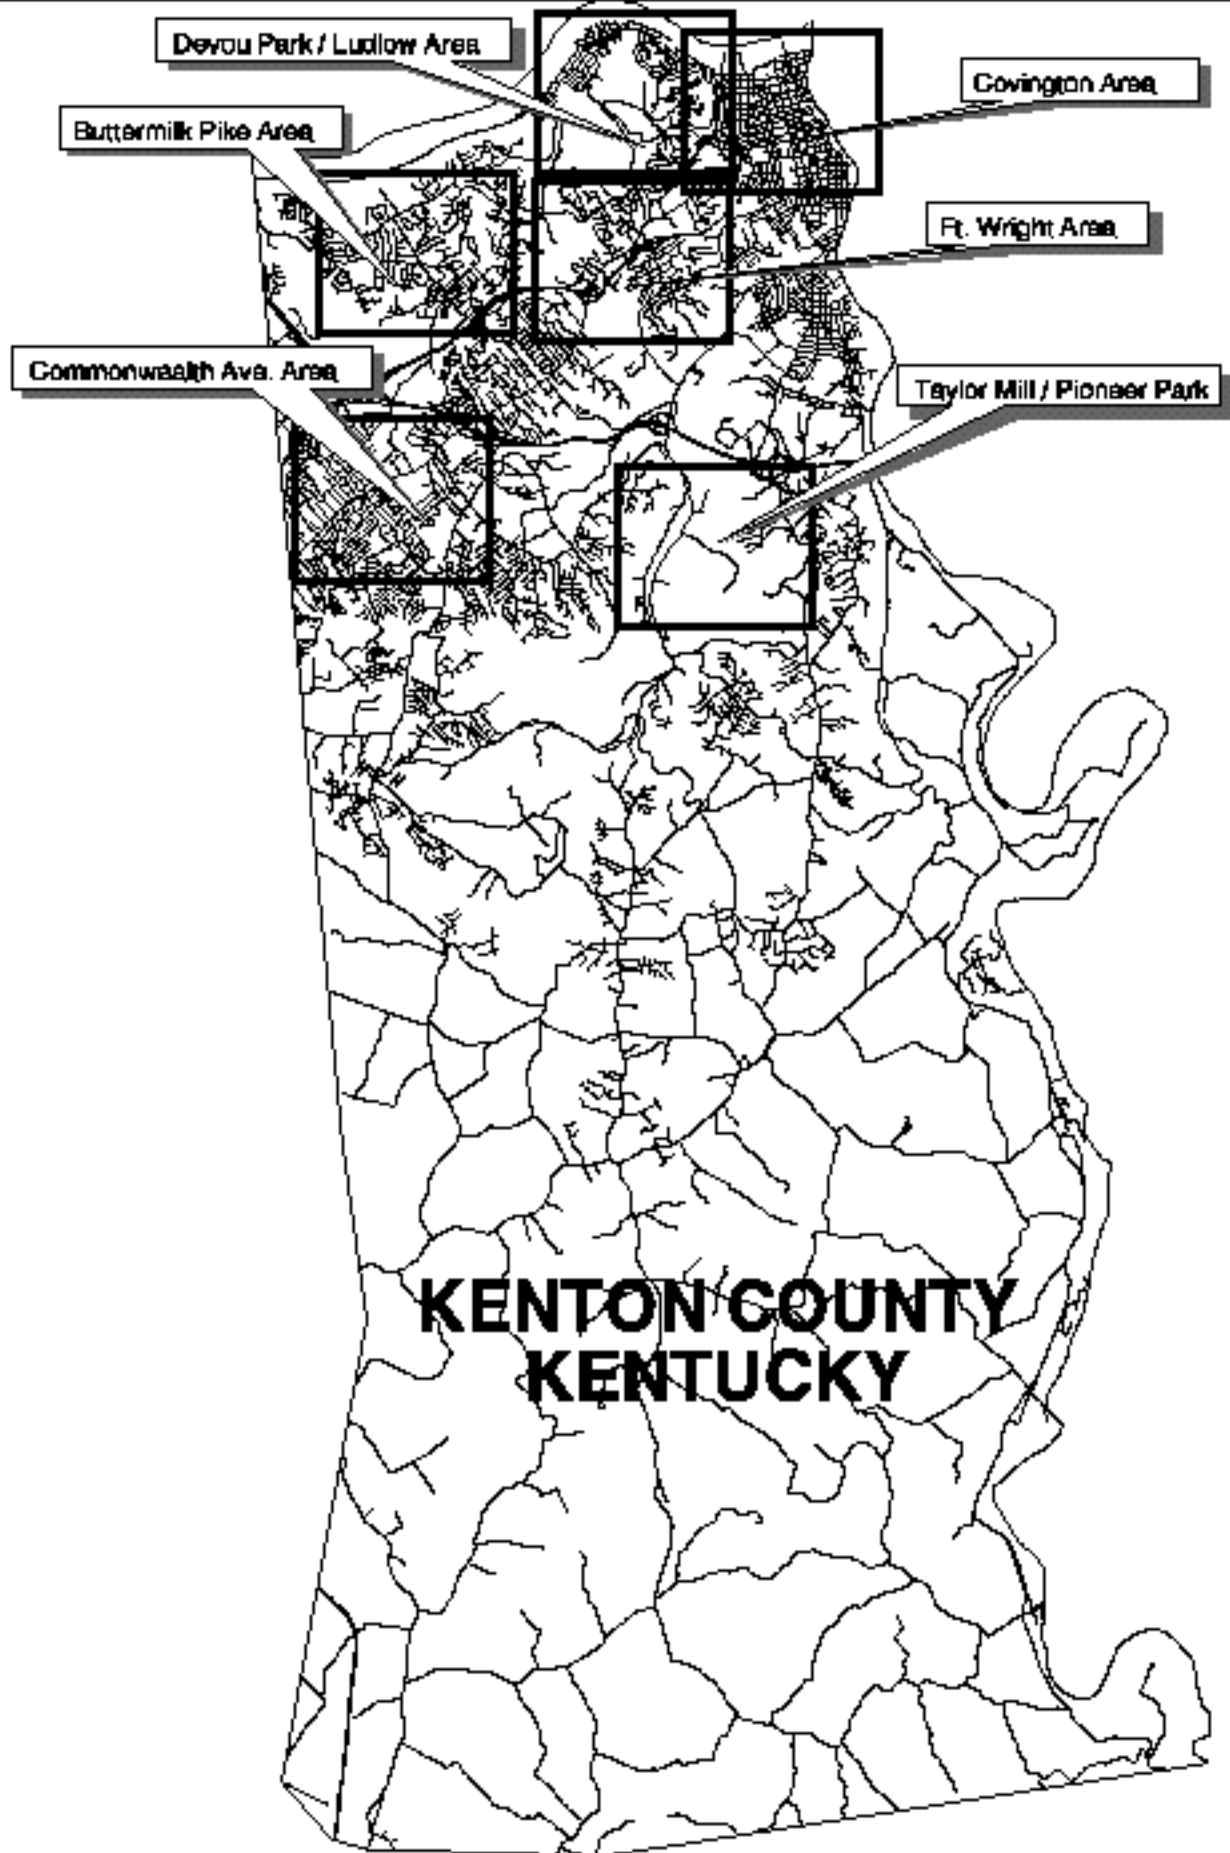 Devou Park / Ludlow Area
Covington Area
Buttermilk Pike Area
Ft. Wright Area
Commonwealth Ave. Area
Taylor Mill / Pioneer Park
KENTON COUNTY
KENTUCKY